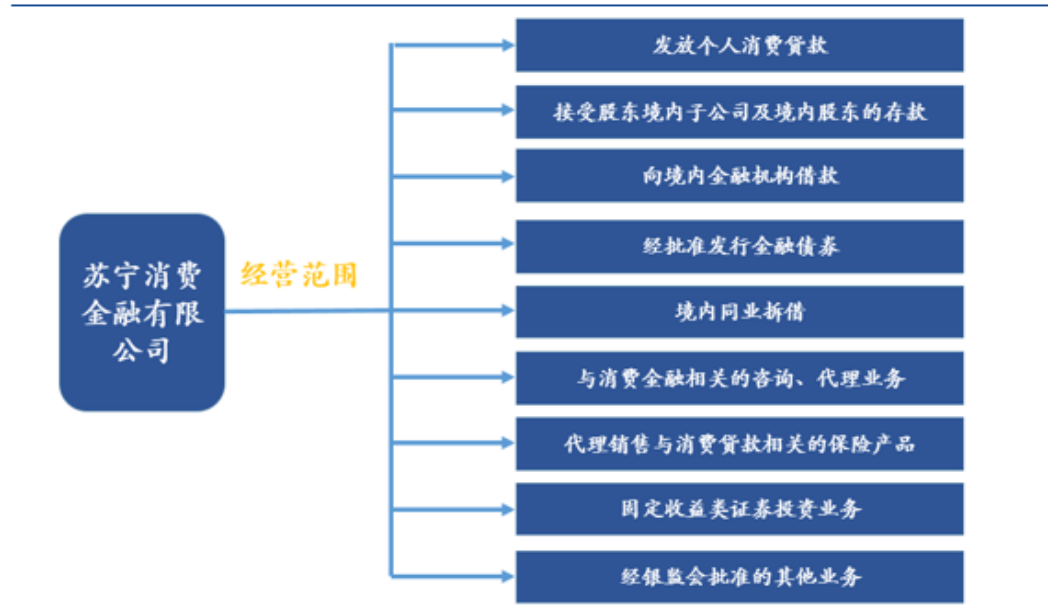 发放个人消费贷款
接受股东境内子公司及境内股东的存款
向境内金融机构借款
经批准发行金融债券
境内同业拆借
与消费金融相关的咨询、代理业务
代理销售与消费贷款相关的保险产品
固定收益类证券投资业务
经银监会批准的其他业务
经营范围
苏宁消费
金融有限
公司